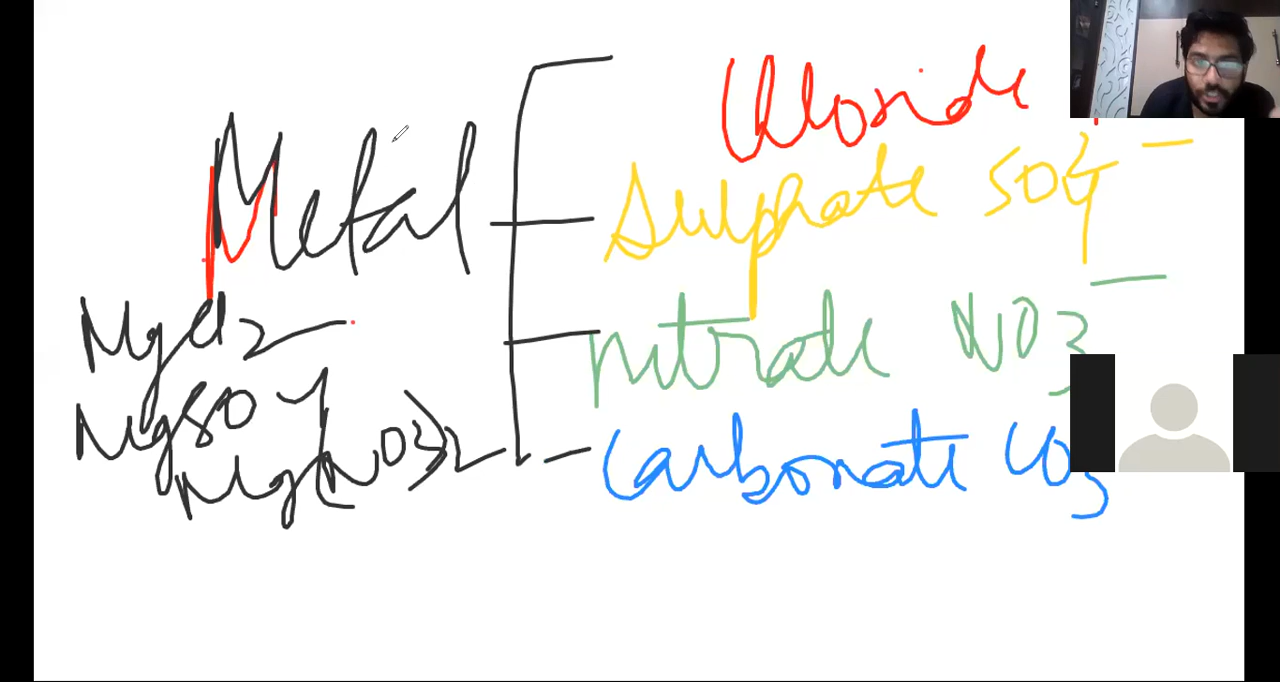 Chloride
Metal
Sulphate SO4 -
Nitrate NO3 -
MgCl2
MgSO4
Mg(NO3)2
Carbonate CO3